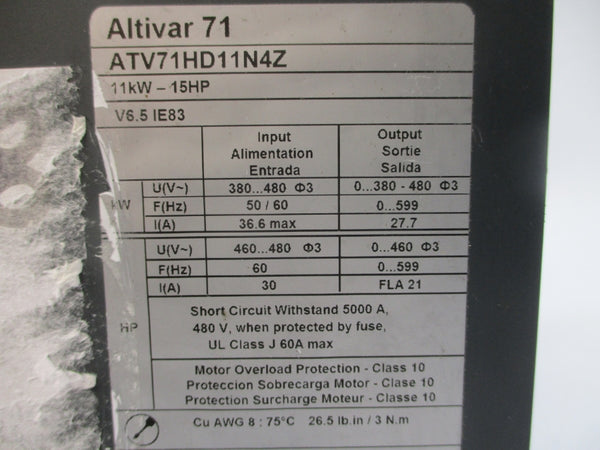 Altivar 71
ATV71HD11N4Z
11kW – 15HP
V6.5 IE83
Input Output
Alimentation Sortie
Entrada Salida
kW
U(V~) 380...480 Φ3 0...380 - 480 Φ3
F(Hz) 50 / 60 0...599
I(A) 36.6 max 27.7
U(V~) 460...480 Φ3 0...460 Φ3
F(Hz) 60 0...599
I(A) 30 FLA 21
HP
Short Circuit Withstand 5000 A,
480 V, when protected by fuse,
UL Class J 60A max
Motor Overload Protection - Class 10
Proteccion Sobrecarga Motor - Clase 10
Protection Surcharge Moteur - Classe 10
Cu AWG 8 : 75°C 26.5 lb.in / 3 N.m